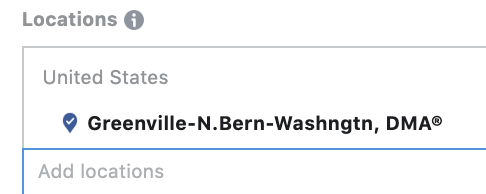 Locations
United States
Greenville-N.Bern-Washngtn, DMA®
Add locations